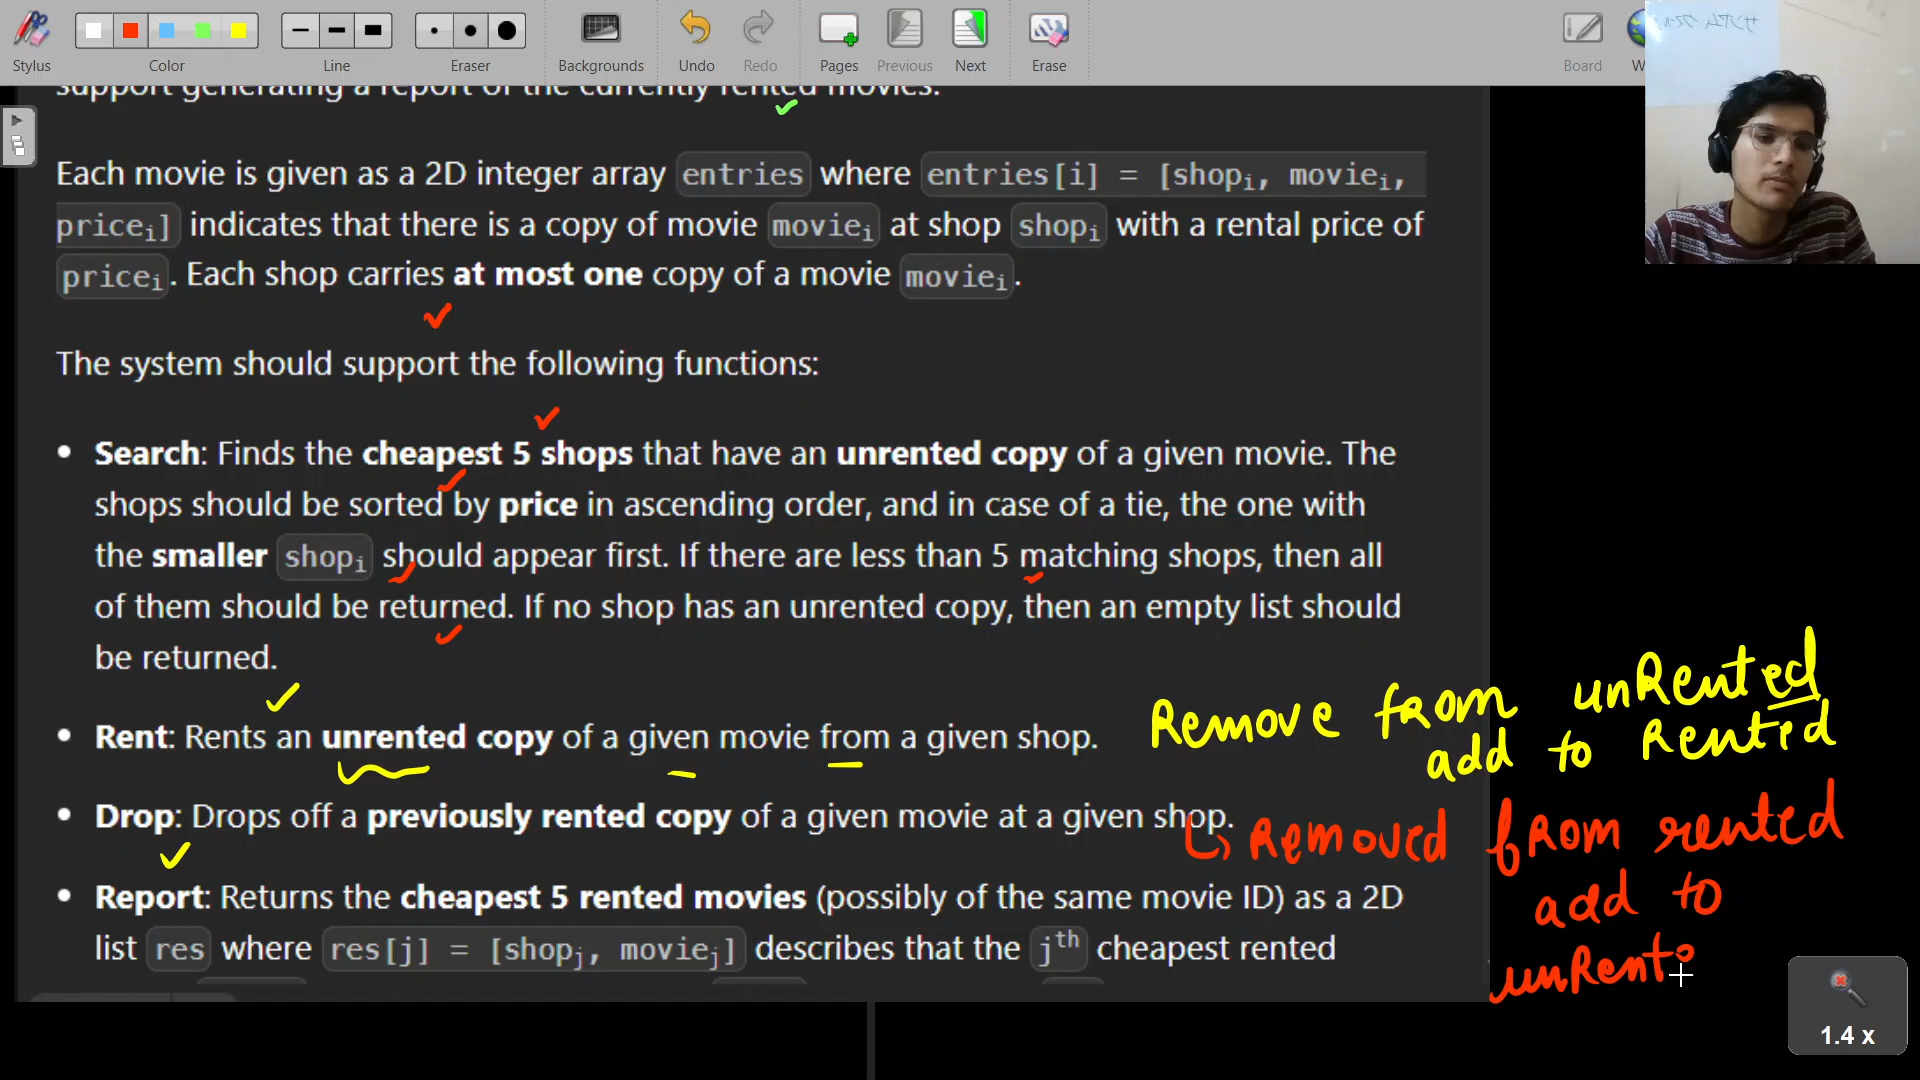 Stylus
Color
Line
Eraser
Backgrounds
Undo
Redo
Pages
Previous
Next
Erase
Board
W
support generating a report of the currently rented movies.
Each movie is given as a 2D integer array entries where entries[i] = [shopi, moviei,
pricei] indicates that there is a copy of movie moviei at shop shopi with a rental price of
pricei. Each shop carries at most one copy of a movie moviei.
The system should support the following functions:
• Search: Finds the cheapest 5 shops that have an unrented copy of a given movie. The
shops should be sorted by price in ascending order, and in case of a tie, the one with
the smaller shopi should appear first. If there are less than 5 matching shops, then all
of them should be returned. If no shop has an unrented copy, then an empty list should
be returned.
• Rent: Rents an unrented copy of a given movie from a given shop.
Remove from unRented
add to Rented
• Drop: Drops off a previously rented copy of a given movie at a given shop.
Removed from rented
add to
unRente
• Report: Returns the cheapest 5 rented movies (possibly of the same movie ID) as a 2D
list res where res[j] = [shopj, moviej] describes that the jth cheapest rented
1.4 x